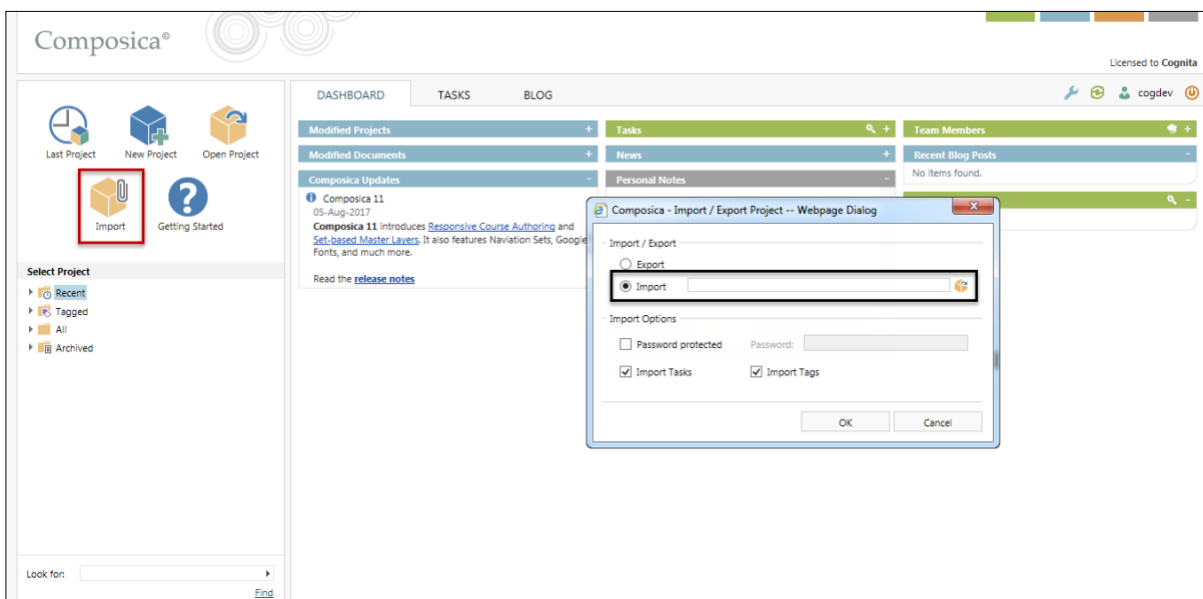 Composica®
Licensed to Cognita
DASHBOARD TASKS BLOG
cogdev
Last Project New Project Open Project
Import Getting Started
Select Project
Recent
Tagged
All
Archived
Look for:
Find
Modified Projects +
Modified Documents +
Composica Updates -
Composica 11
05-Aug-2017
Composica 11 introduces Responsive Course Authoring and
Set-based Master Layers. It also features Naviation Sets, Google
Fonts, and much more.
Read the release notes
Tasks +
News +
Personal Notes -
Team Members +
Recent Blog Posts -
No items found.
-
Composica - Import / Export Project -- Webpage Dialog
Import / Export
Export
Import
Import Options
Password protected Password:
Import Tasks Import Tags
OK Cancel